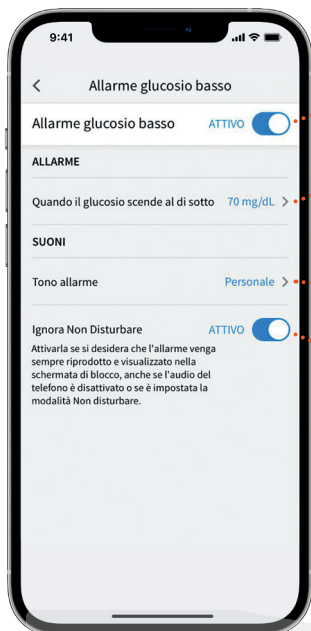 9:41
Allarme glucosio basso
Allarme glucosio basso ATTIVO
ALLARME
Quando il glucosio scende al di sotto 70 mg/dL
SUONI
Tono allarme Personale
Ignora Non Disturbare ATTIVO
Attivarla se si desidera che l'allarme venga
sempre riprodotto e visualizzato nella
schermata di blocco, anche se l'audio del
telefono è disattivato o se è impostata la
modalità Non disturbare.